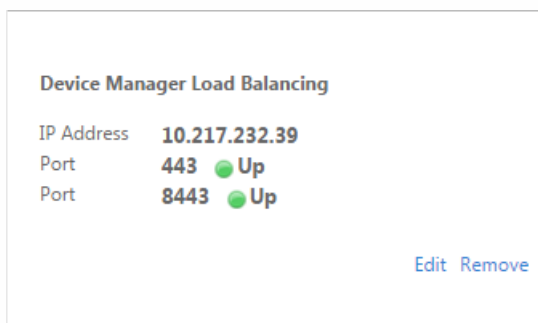 Device Manager Load Balancing
IP Address 10.217.232.39
Port 443 Up
Port 8443 Up
Edit Remove